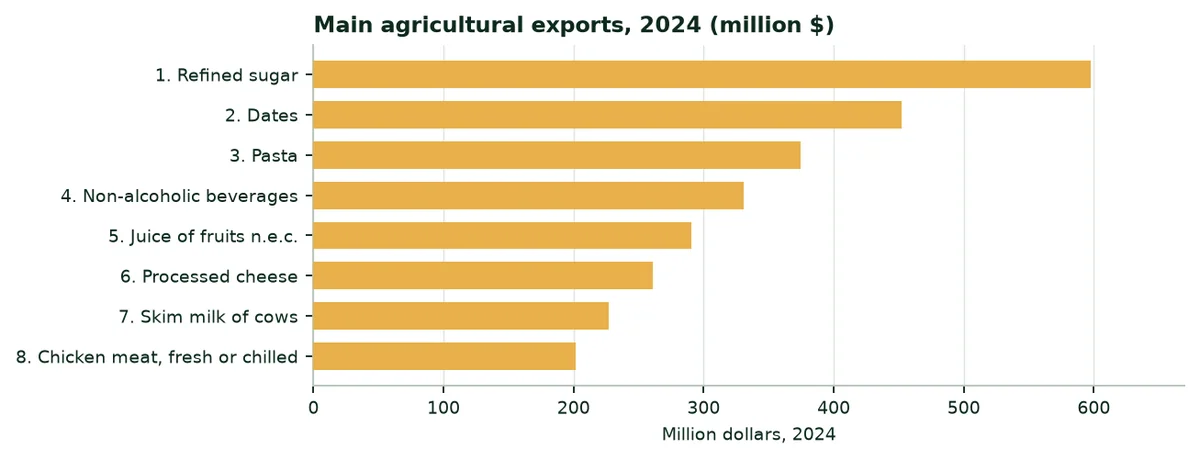 Main agricultural exports, 2024 (million $)
1. Refined sugar
2. Dates
3. Pasta
4. Non-alcoholic beverages
5. Juice of fruits n.e.c.
6. Processed cheese
7. Skim milk of cows
8. Chicken meat, fresh or chilled
0 100 200 300 400 500 600
Million dollars, 2024